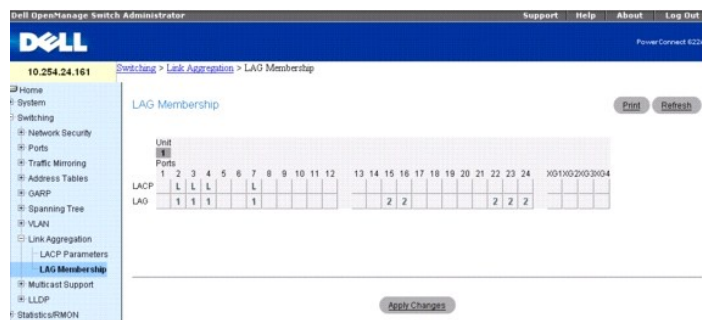 Dell OpenManage Switch Administrator
Support Help About Log Out
DELL
PowerConnect 622
10.254.24.161
Switching > Link Aggregation > LAG Membership
Home
System
Switching
Network Security
Ports
Traffic Mirroring
Address Tables
GARP
Spanning Tree
VLAN
Link Aggregation
LACP Parameters
LAG Membership
Multicast Support
LLDP
Statistics/RMON
LAG Membership
Print Refresh
Unit
1
Ports
1 2 3 4 5 6 7 8 9 10 11 12 13 14 15 16 17 18 19 20 21 22 23 24 XG1XG2XG3XG4
LACP L L L L
LAG 1 1 1 1 2 2 2 2 2
Apply Changes